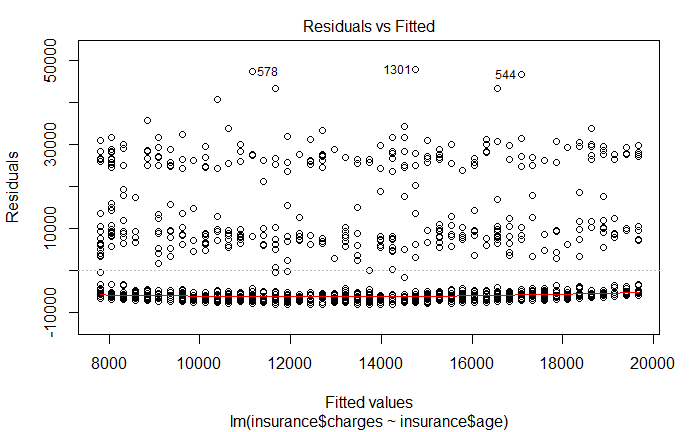 Residuals vs Fitted
Residuals
50000
30000
10000
-10000
578
1301
544
8000 10000 12000 14000 16000 18000 20000
Fitted values
lm(insurance$charges ~ insurance$age)